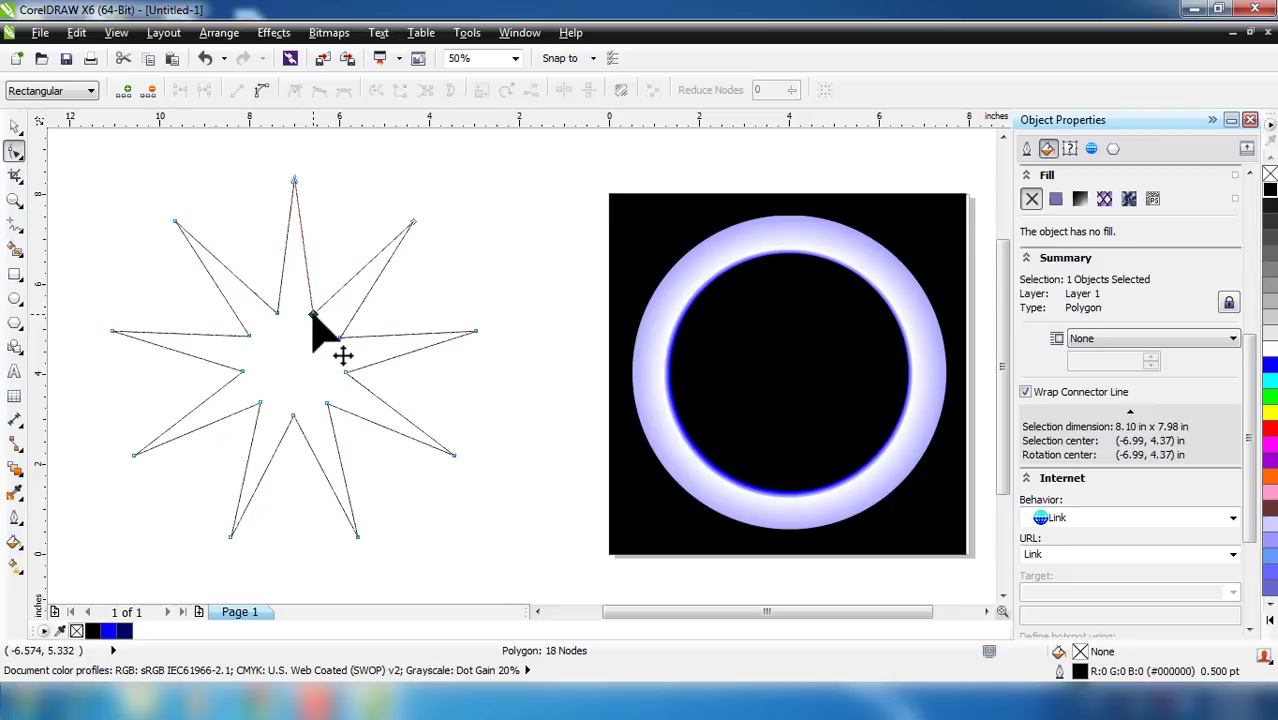 CorelDRAW X6 (64-Bit) - [Untitled-1]
File Edit View Layout Arrange Effects Bitmaps Text Table Tools Window Help
50% Snap to
Rectangular Reduce Nodes 0
12 10 8 6 4 0 2 4 6 8 inches
Object Properties
8
6
4
2
0
inches
Fill
PS
The object has no fill.
Summary
Selection: 1 Objects Selected
Layer: Layer 1
Type: Polygon
None
Wrap Connector Line
Selection dimension: 8.10 in x 7.98 in
Selection center: (-6.99, 4.37) in
Rotation center: (-6.99, 4.37) in
Internet
Behavior:
Link
URL:
Link
Target:
1 of 1 Page 1
(-6.574, 5.332) Polygon: 18 Nodes None
Document color profiles: RGB: sRGB IEC61966-2.1; CMYK: U.S. Web Coated (SWOP) v2; Grayscale: Dot Gain 20% R:0 G:0 B:0 (#000000) 0.500 pt